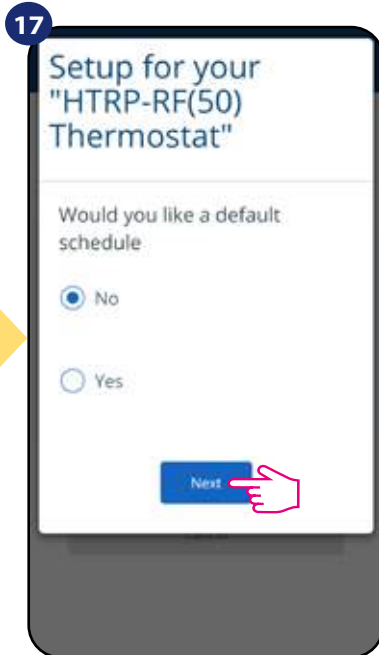 17
Setup for your
"HTRP-RF(50)
Thermostat"
Would you like a default
schedule
No
Yes
Next